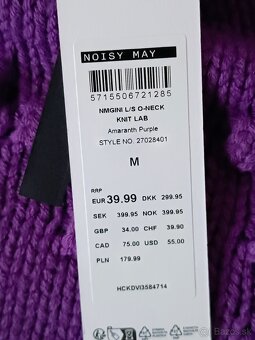 NOISY MAY
5715506721285
NMGINI L/S O-NECK
KNIT LAB
Amaranth Purple
STYLE NO. 27028401
M
RRP
EUR 39.99 DKK 299.95
SEK 399.95 NOK 399.95
GBP 34.00 CHF 39.90
CAD 75.00 USD 55.00
PLN 179.99
HCKDVI3584714
bazos.sk